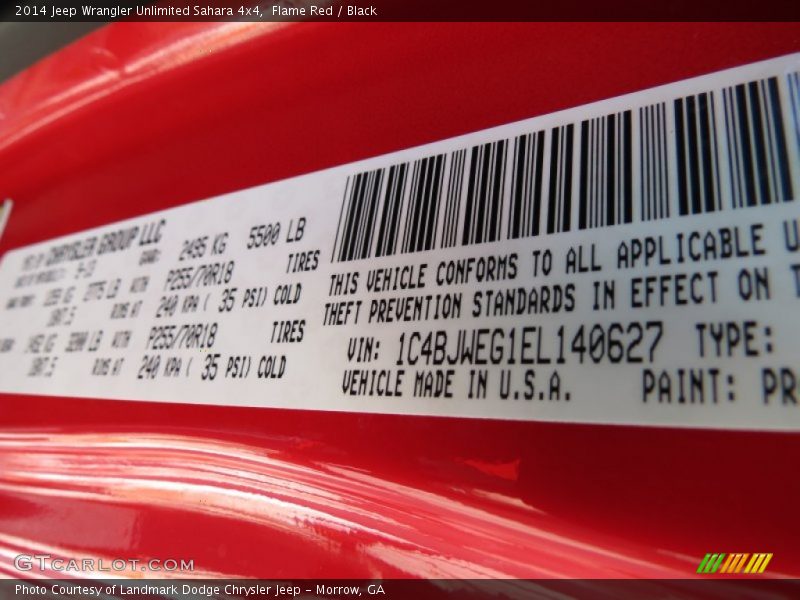 2014 Jeep Wrangler Unlimited Sahara 4x4, Flame Red / Black
CHRYSLER GROUP LLC
2495 KG 5500 LB
P255/70R18 TIRES
240 KPA ( 35 PSI) COLD
P255/70R18 TIRES
240 KPA ( 35 PSI) COLD
THIS VEHICLE CONFORMS TO ALL APPLICABLE U
THEFT PREVENTION STANDARDS IN EFFECT ON T
VIN: 1C4BJWEG1EL140627 TYPE:
VEHICLE MADE IN U.S.A. PAINT: PR
GTCARLOT.COM
Photo Courtesy of Landmark Dodge Chrysler Jeep - Morrow, GA